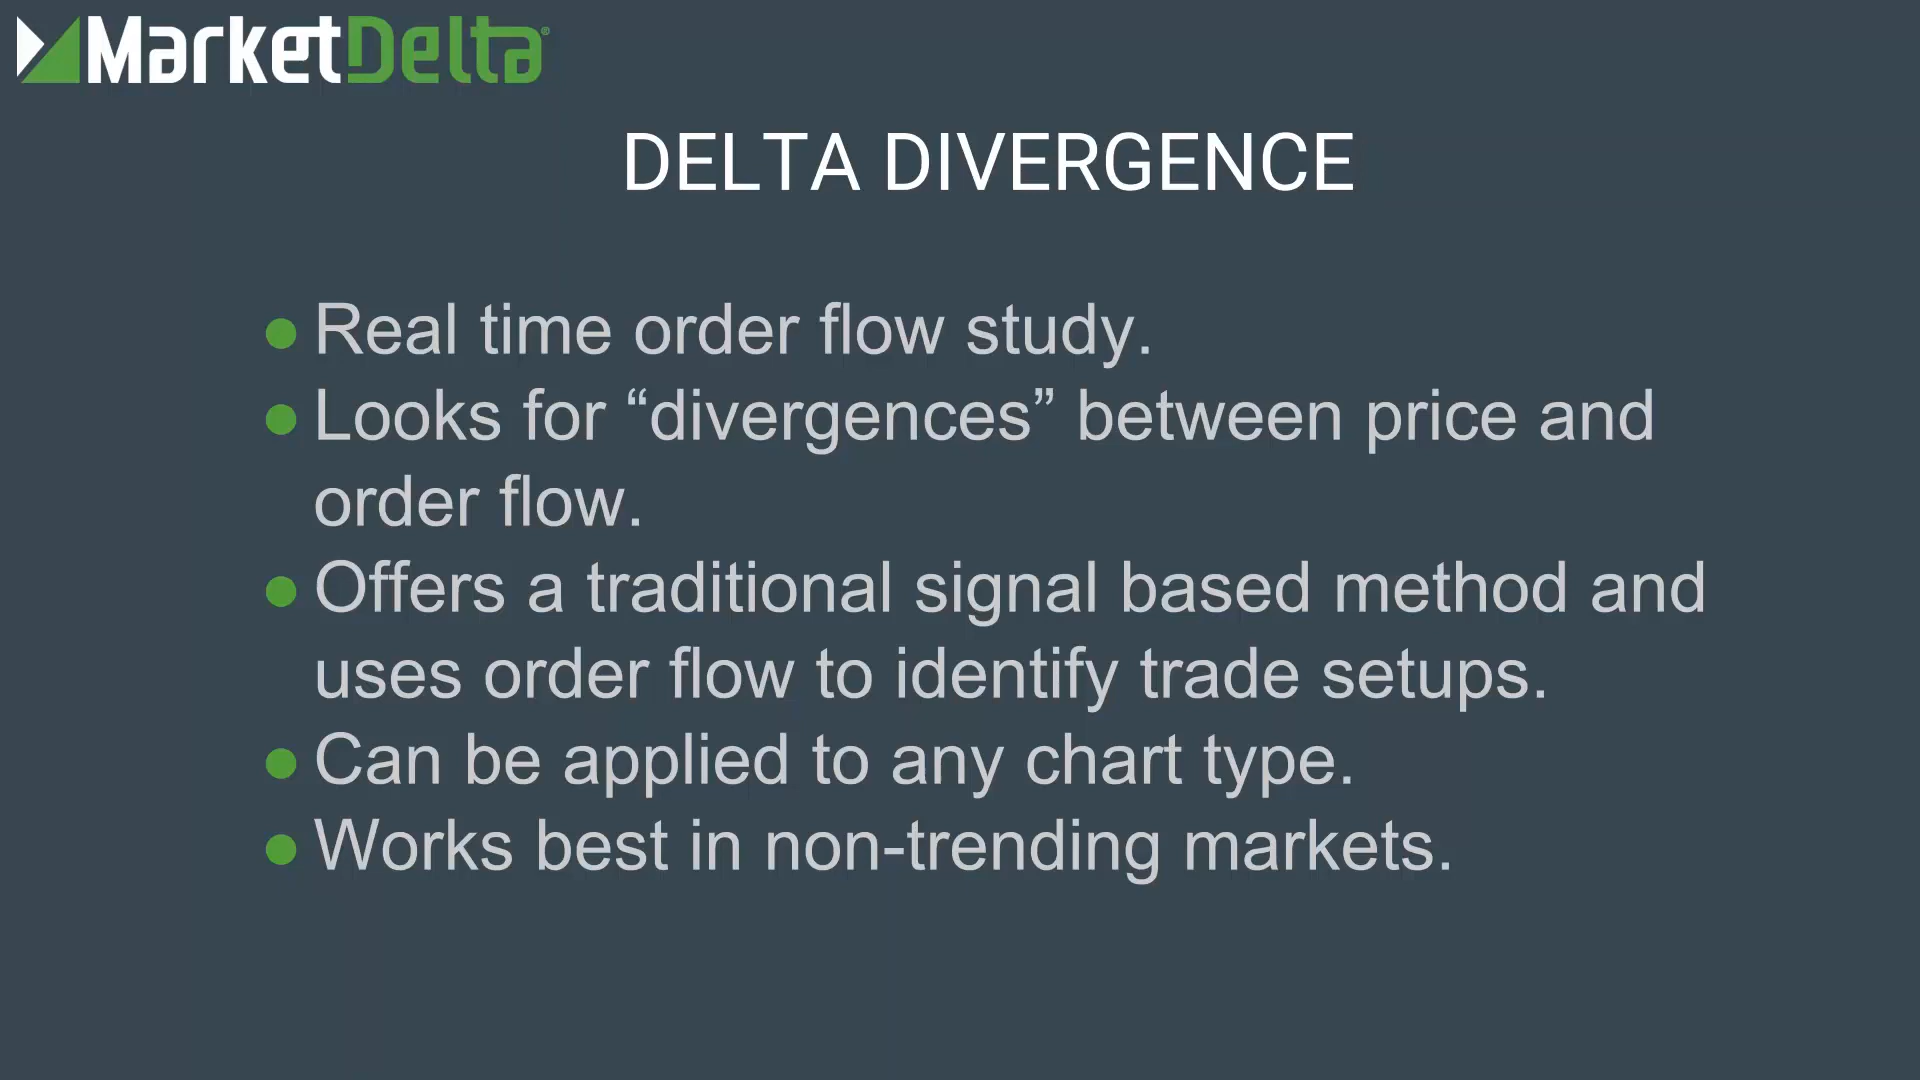 MarketDelta®
DELTA DIVERGENCE
● Real time order flow study.
● Looks for “divergences” between price and
order flow.
● Offers a traditional signal based method and
uses order flow to identify trade setups.
● Can be applied to any chart type.
● Works best in non-trending markets.